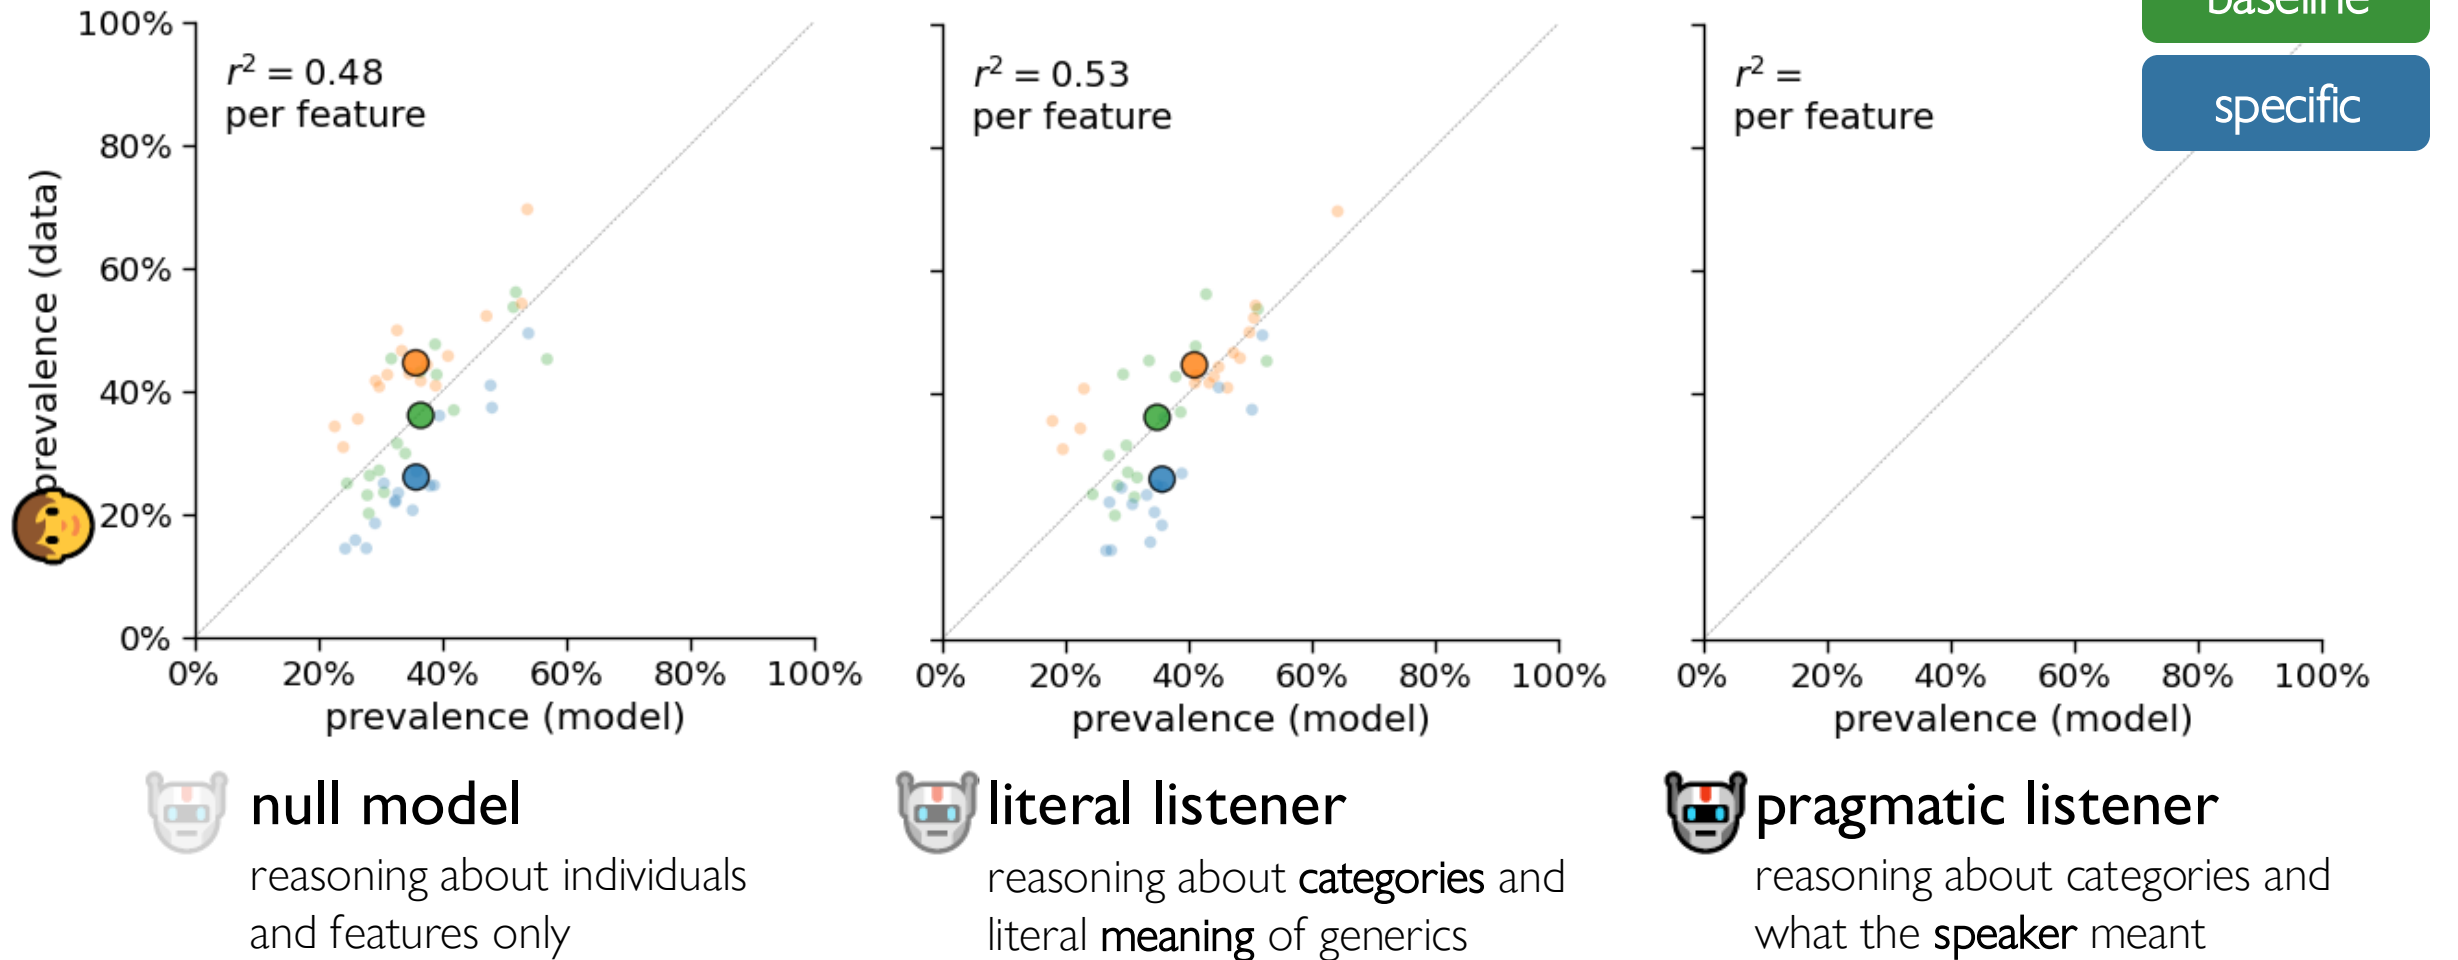 100%
80%
60%
40%
20%
0%
prevalence (data)
r² = 0.48
per feature
0% 20% 40% 60% 80% 100%
prevalence (model)
r² = 0.53
per feature
0% 20% 40% 60% 80% 100%
prevalence (model)
r² =
per feature
0% 20% 40% 60% 80% 100%
prevalence (model)
baseline
specific
null model
reasoning about individuals
and features only
literal listener
reasoning about categories and
literal meaning of generics
pragmatic listener
reasoning about categories and
what the speaker meant